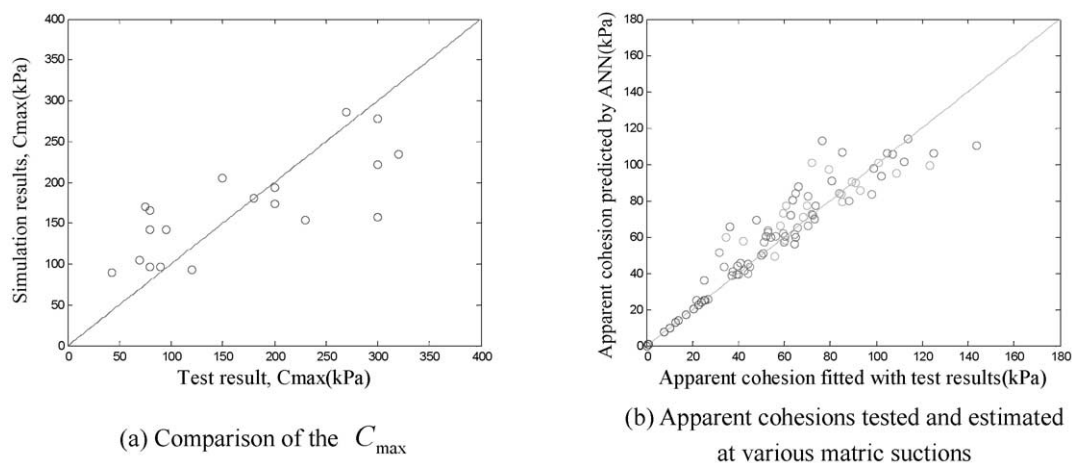 Simulation results, Cmax(kPa)
400
350
300
250
200
150
100
50
0
0 50 100 150 200 250 300 350 400
Test result, Cmax(kPa)
(a) Comparison of the C max
Apparent cohesion predicted by ANN(kPa)
180
160
140
120
100
80
60
40
20
0
0 20 40 60 80 100 120 140 160 180
Apparent cohesion fitted with test results(kPa)
(b) Apparent cohesions tested and estimated
at various matric suctions